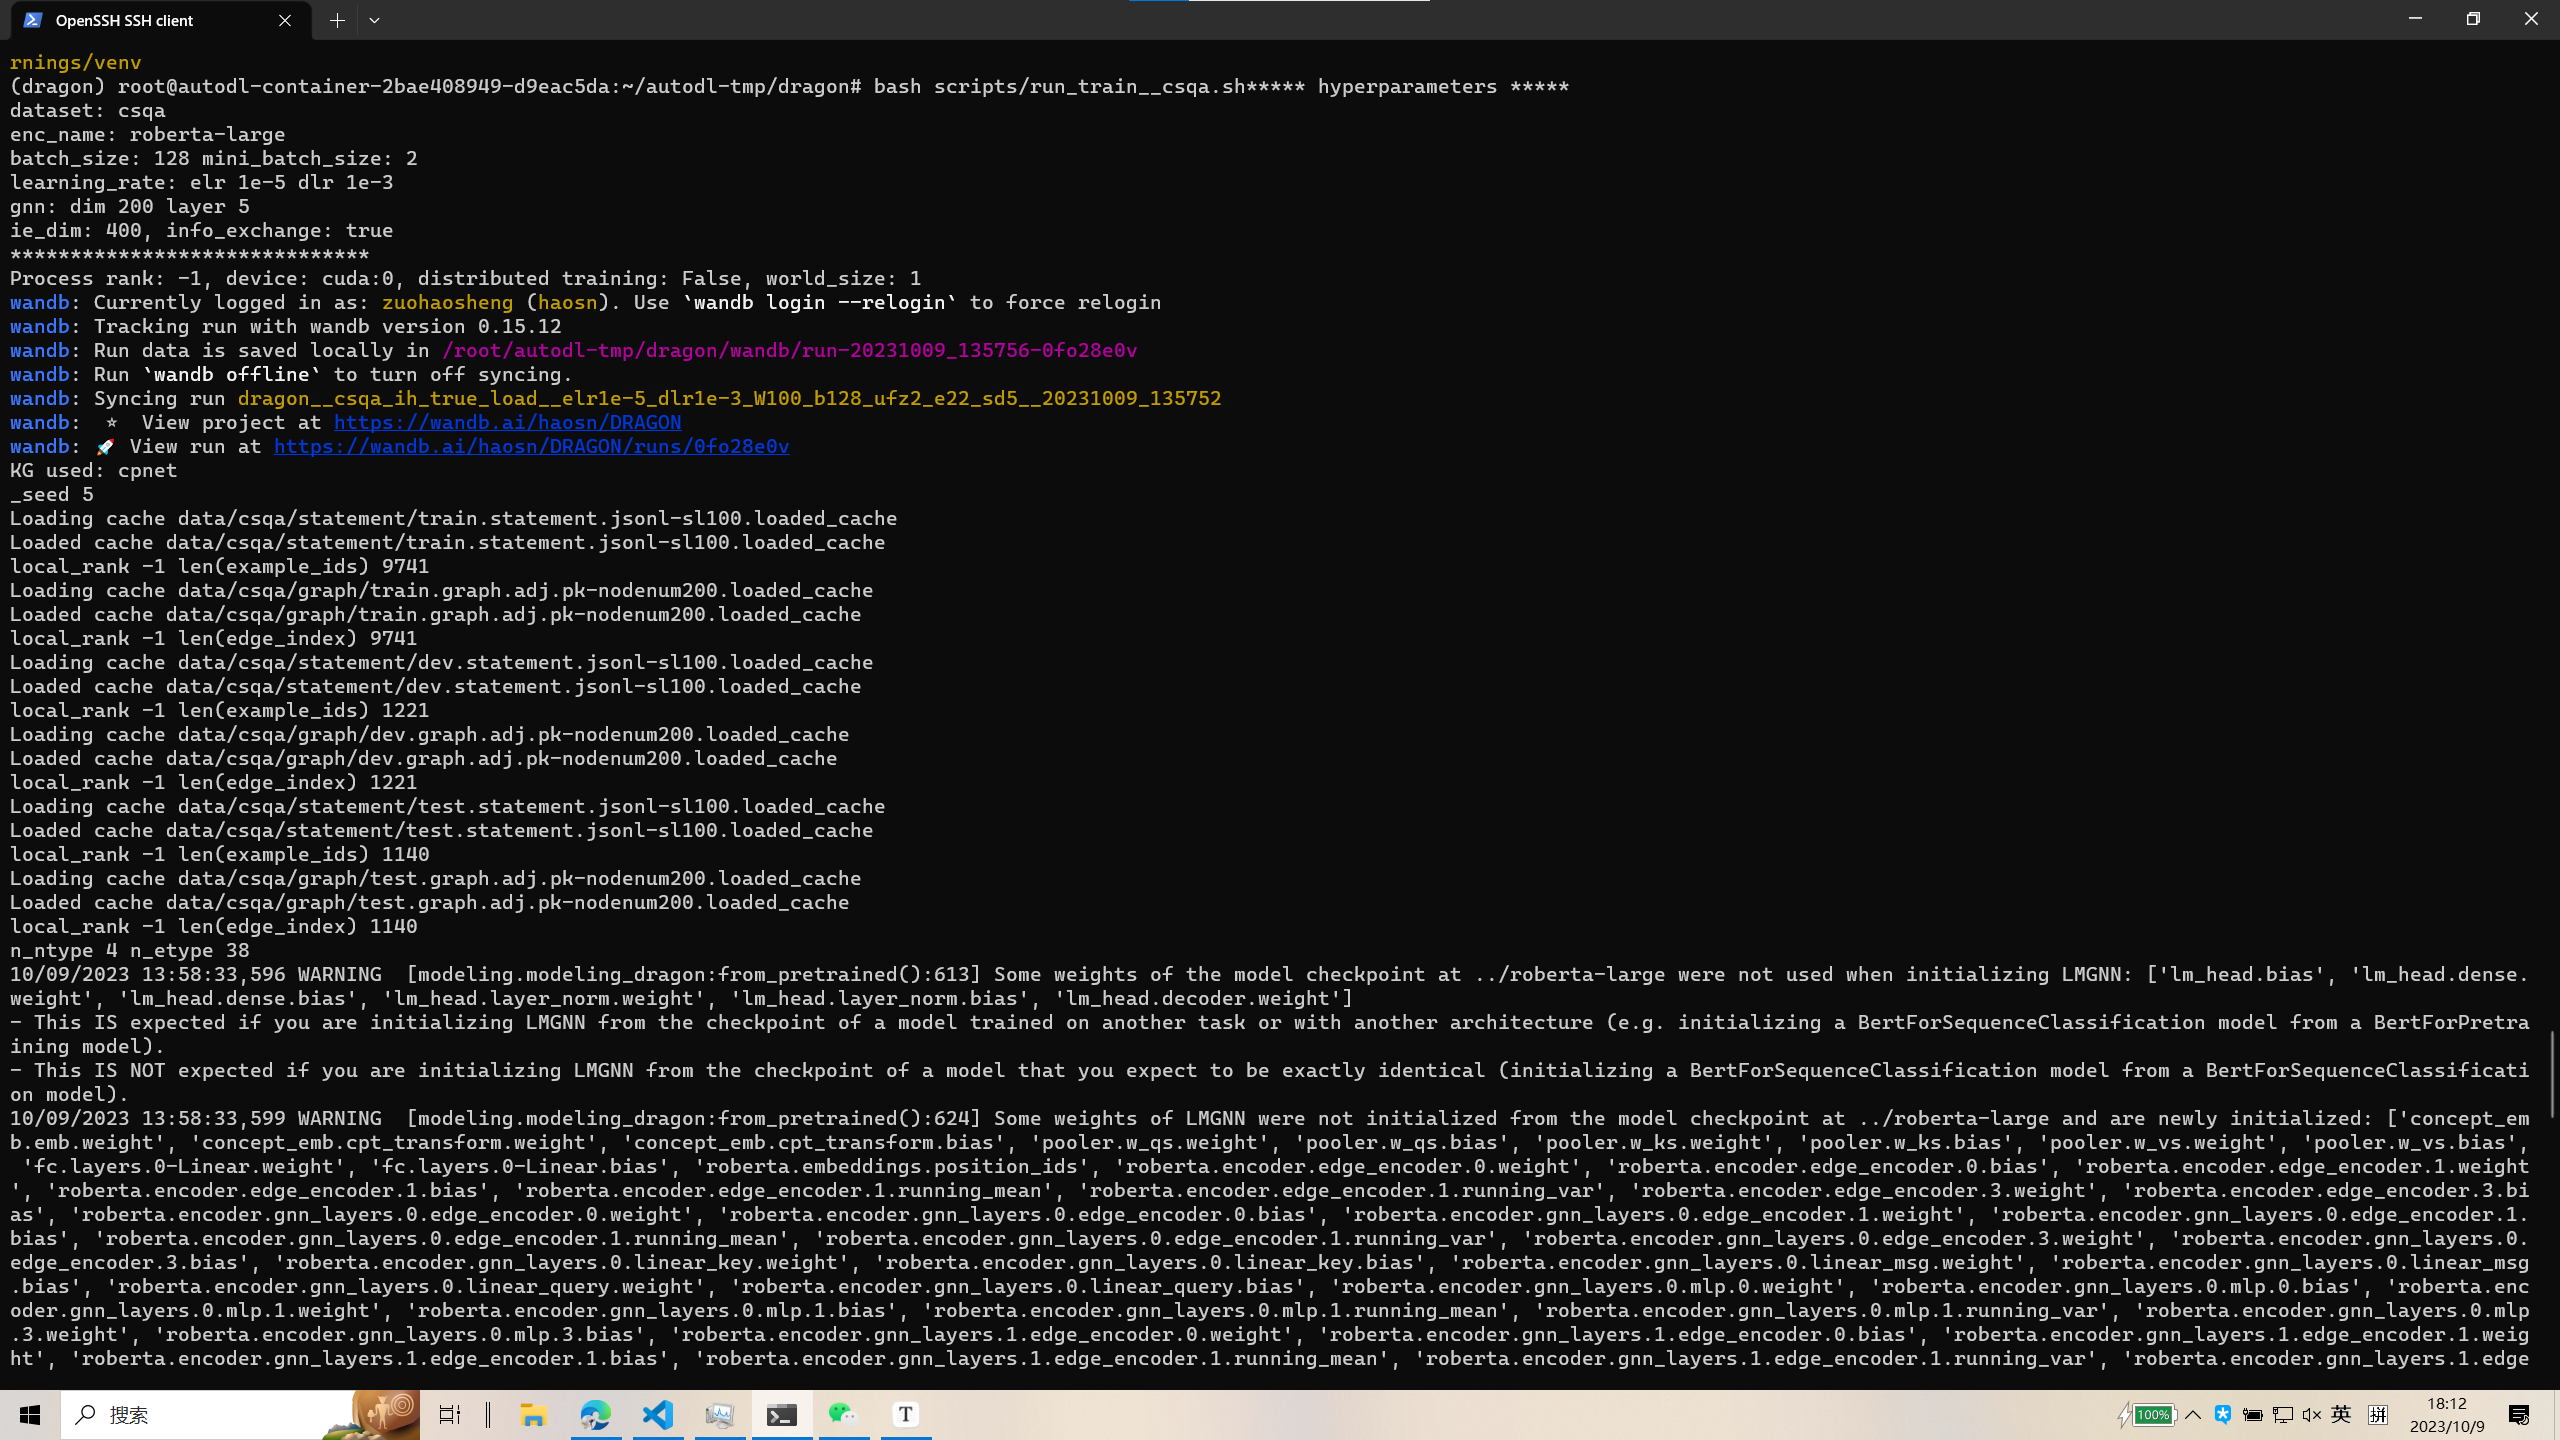 OpenSSH SSH client
rnings/venv
(dragon) root@autodl-container-2bae408949-d9eac5da:~/autodl-tmp/dragon# bash scripts/run_train__csqa.sh***** hyperparameters *****
dataset: csqa
enc_name: roberta-large
batch_size: 128 mini_batch_size: 2
learning_rate: elr 1e-5 dlr 1e-3
gnn: dim 200 layer 5
ie_dim: 400, info_exchange: true
******************************
Process rank: -1, device: cuda:0, distributed training: False, world_size: 1
wandb: Currently logged in as: zuohaosheng (haosn). Use `wandb login --relogin` to force relogin
wandb: Tracking run with wandb version 0.15.12
wandb: Run data is saved locally in /root/autodl-tmp/dragon/wandb/run-20231009_135756-0fo28e0v
wandb: Run `wandb offline` to turn off syncing.
wandb: Syncing run dragon__csqa_ih_true_load__elr1e-5_dlr1e-3_W100_b128_ufz2_e22_sd5__20231009_135752
wandb: ⭐ View project at https://wandb.ai/haosn/DRAGON
wandb: 🚀 View run at https://wandb.ai/haosn/DRAGON/runs/0fo28e0v
KG used: cpnet
_seed 5
Loading cache data/csqa/statement/train.statement.jsonl-sl100.loaded_cache
Loaded cache data/csqa/statement/train.statement.jsonl-sl100.loaded_cache
local_rank -1 len(example_ids) 9741
Loading cache data/csqa/graph/train.graph.adj.pk-nodenum200.loaded_cache
Loaded cache data/csqa/graph/train.graph.adj.pk-nodenum200.loaded_cache
local_rank -1 len(edge_index) 9741
Loading cache data/csqa/statement/dev.statement.jsonl-sl100.loaded_cache
Loaded cache data/csqa/statement/dev.statement.jsonl-sl100.loaded_cache
local_rank -1 len(example_ids) 1221
Loading cache data/csqa/graph/dev.graph.adj.pk-nodenum200.loaded_cache
Loaded cache data/csqa/graph/dev.graph.adj.pk-nodenum200.loaded_cache
local_rank -1 len(edge_index) 1221
Loading cache data/csqa/statement/test.statement.jsonl-sl100.loaded_cache
Loaded cache data/csqa/statement/test.statement.jsonl-sl100.loaded_cache
local_rank -1 len(example_ids) 1140
Loading cache data/csqa/graph/test.graph.adj.pk-nodenum200.loaded_cache
Loaded cache data/csqa/graph/test.graph.adj.pk-nodenum200.loaded_cache
local_rank -1 len(edge_index) 1140
n_ntype 4 n_etype 38
10/09/2023 13:58:33,596 WARNING  [modeling.modeling_dragon:from_pretrained():613] Some weights of the model checkpoint at ../roberta-large were not used when initializing LMGNN: ['lm_head.bias', 'lm_head.dense.
weight', 'lm_head.dense.bias', 'lm_head.layer_norm.weight', 'lm_head.layer_norm.bias', 'lm_head.decoder.weight']
- This IS expected if you are initializing LMGNN from the checkpoint of a model trained on another task or with another architecture (e.g. initializing a BertForSequenceClassification model from a BertForPretra
ining model).
- This IS NOT expected if you are initializing LMGNN from the checkpoint of a model that you expect to be exactly identical (initializing a BertForSequenceClassification model from a BertForSequenceClassificati
on model).
10/09/2023 13:58:33,599 WARNING  [modeling.modeling_dragon:from_pretrained():624] Some weights of LMGNN were not initialized from the model checkpoint at ../roberta-large and are newly initialized: ['concept_em
b.emb.weight', 'concept_emb.cpt_transform.weight', 'concept_emb.cpt_transform.bias', 'pooler.w_qs.weight', 'pooler.w_qs.bias', 'pooler.w_ks.weight', 'pooler.w_ks.bias', 'pooler.w_vs.weight', 'pooler.w_vs.bias',
 'fc.layers.0-Linear.weight', 'fc.layers.0-Linear.bias', 'roberta.embeddings.position_ids', 'roberta.encoder.edge_encoder.0.weight', 'roberta.encoder.edge_encoder.0.bias', 'roberta.encoder.edge_encoder.1.weight
', 'roberta.encoder.edge_encoder.1.bias', 'roberta.encoder.edge_encoder.1.running_mean', 'roberta.encoder.edge_encoder.1.running_var', 'roberta.encoder.edge_encoder.3.weight', 'roberta.encoder.edge_encoder.3.bi
as', 'roberta.encoder.gnn_layers.0.edge_encoder.0.weight', 'roberta.encoder.gnn_layers.0.edge_encoder.0.bias', 'roberta.encoder.gnn_layers.0.edge_encoder.1.weight', 'roberta.encoder.gnn_layers.0.edge_encoder.1.
bias', 'roberta.encoder.gnn_layers.0.edge_encoder.1.running_mean', 'roberta.encoder.gnn_layers.0.edge_encoder.1.running_var', 'roberta.encoder.gnn_layers.0.edge_encoder.3.weight', 'roberta.encoder.gnn_layers.0.
edge_encoder.3.bias', 'roberta.encoder.gnn_layers.0.linear_key.weight', 'roberta.encoder.gnn_layers.0.linear_key.bias', 'roberta.encoder.gnn_layers.0.linear_msg.weight', 'roberta.encoder.gnn_layers.0.linear_msg
.bias', 'roberta.encoder.gnn_layers.0.linear_query.weight', 'roberta.encoder.gnn_layers.0.linear_query.bias', 'roberta.encoder.gnn_layers.0.mlp.0.weight', 'roberta.encoder.gnn_layers.0.mlp.0.bias', 'roberta.enc
oder.gnn_layers.0.mlp.1.weight', 'roberta.encoder.gnn_layers.0.mlp.1.bias', 'roberta.encoder.gnn_layers.0.mlp.1.running_mean', 'roberta.encoder.gnn_layers.0.mlp.1.running_var', 'roberta.encoder.gnn_layers.0.mlp
.3.weight', 'roberta.encoder.gnn_layers.0.mlp.3.bias', 'roberta.encoder.gnn_layers.1.edge_encoder.0.weight', 'roberta.encoder.gnn_layers.1.edge_encoder.0.bias', 'roberta.encoder.gnn_layers.1.edge_encoder.1.weig
ht', 'roberta.encoder.gnn_layers.1.edge_encoder.1.bias', 'roberta.encoder.gnn_layers.1.edge_encoder.1.running_mean', 'roberta.encoder.gnn_layers.1.edge_encoder.1.running_var', 'roberta.encoder.gnn_layers.1.edge
搜索
T
100%
英
拼
18:12
2023/10/9